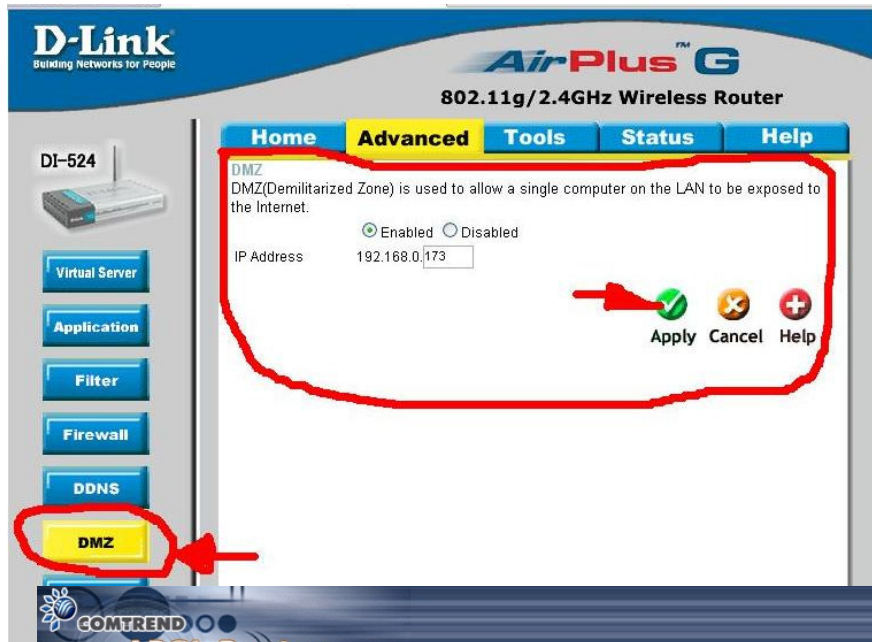 D-Link
Building Networks for People
AirPlus G
TM
802.11g/2.4GHz Wireless Router
DI-524
Home Advanced Tools Status Help
DMZ
DMZ(Demilitarized Zone) is used to allow a single computer on the LAN to be exposed to
the Internet.
Enabled Disabled
IP Address 192.168.0. 173
Apply Cancel Help
Virtual Server
Application
Filter
Firewall
DDNS
DMZ
COMTREND